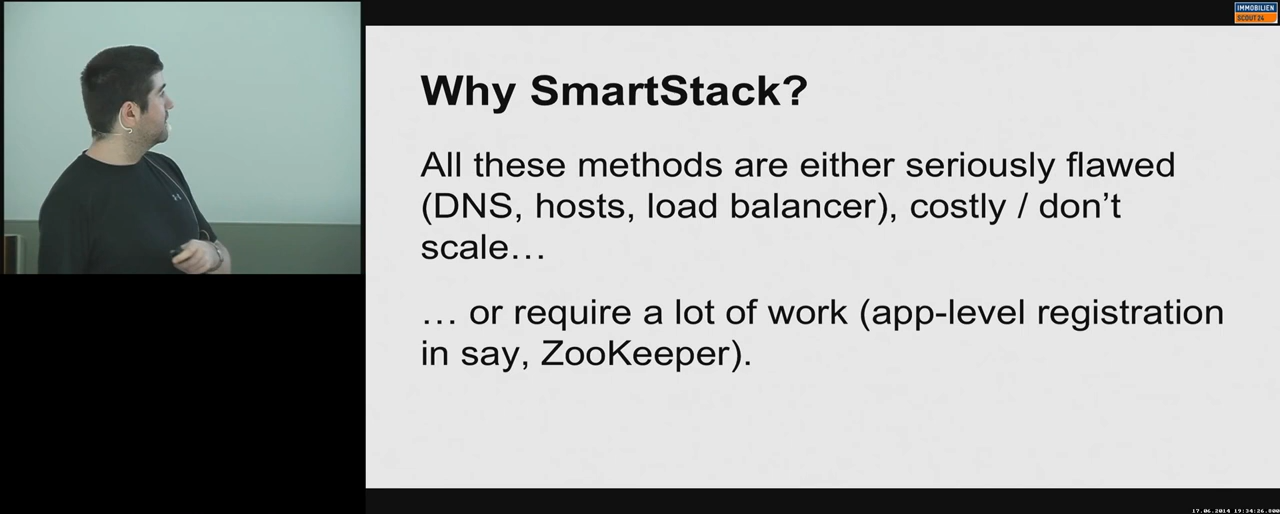 IMMOBILIEN
SCOUT24
Why SmartStack?
All these methods are either seriously flawed
(DNS, hosts, load balancer), costly / don’t
scale…
… or require a lot of work (app-level registration
in say, ZooKeeper).
17.06.2014 19:34:26.800